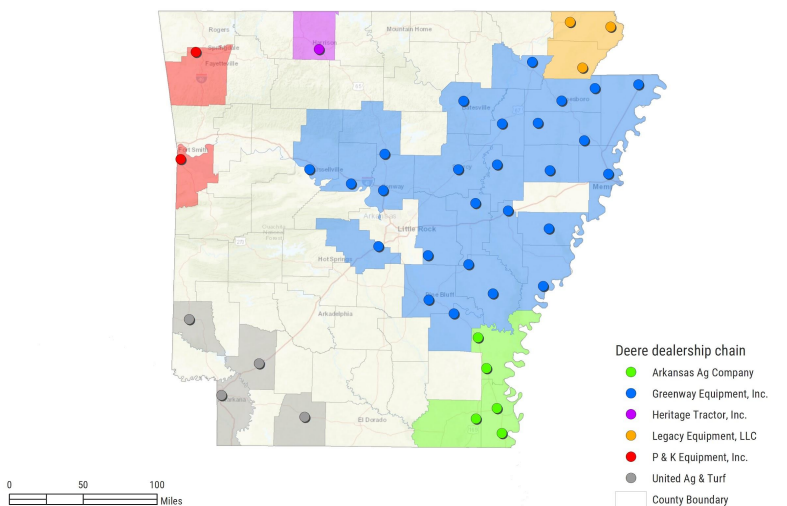 Rogers
Mountain Home
Harrison
Springdale
Fayetteville
Jonesboro
Batesville
Fort Smith
Russellville
Conway
Memp
Arkansas
Little Rock
Hot Springs
Pine Bluff
Arkadelphia
El Dorado
Deere dealership chain
Arkansas Ag Company
Greenway Equipment, Inc.
Heritage Tractor, Inc.
Legacy Equipment, LLC
P & K Equipment, Inc.
United Ag & Turf
County Boundary
0 50 100
Miles